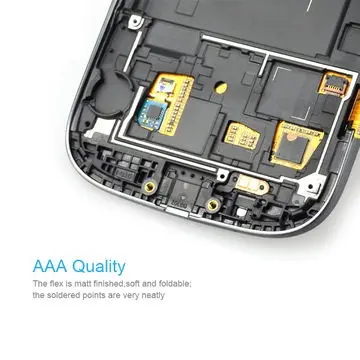 AAA Quality
The flex is matt finished,soft and foldable;
the soldered points are very neatly